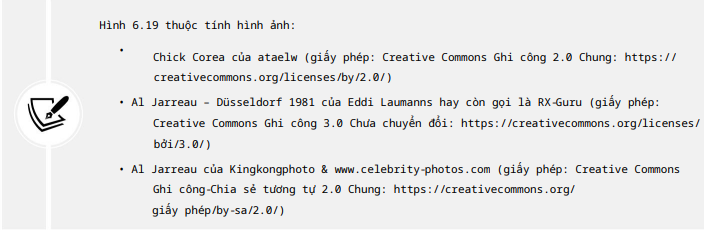 Hình 6.19 thuộc tính hình ảnh:
•
Chick Corea của ataelw (giấy phép: Creative Commons Ghi công 2.0 Chung: https://
creativecommons.org/licenses/by/2.0/)
• Al Jarreau – Düsseldorf 1981 của Eddi Laumanns hay còn gọi là RX-Guru (giấy phép:
Creative Commons Ghi công 3.0 Chưa chuyển đổi: https://creativecommons.org/licenses/
bởi/3.0/)
• Al Jarreau của Kingkongphoto & www.celebrity-photos.com (giấy phép: Creative Commons
Ghi công-Chia sẻ tương tự 2.0 Chung: https://creativecommons.org/
giấy phép/by-sa/2.0/)